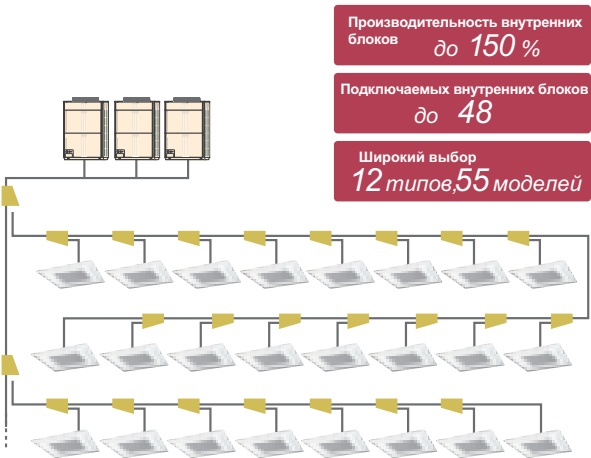 Производительность внутренних
блоков до 150 %
Подключаемых внутренних блоков
до 48
Широкий выбор
12 типов,55 моделей